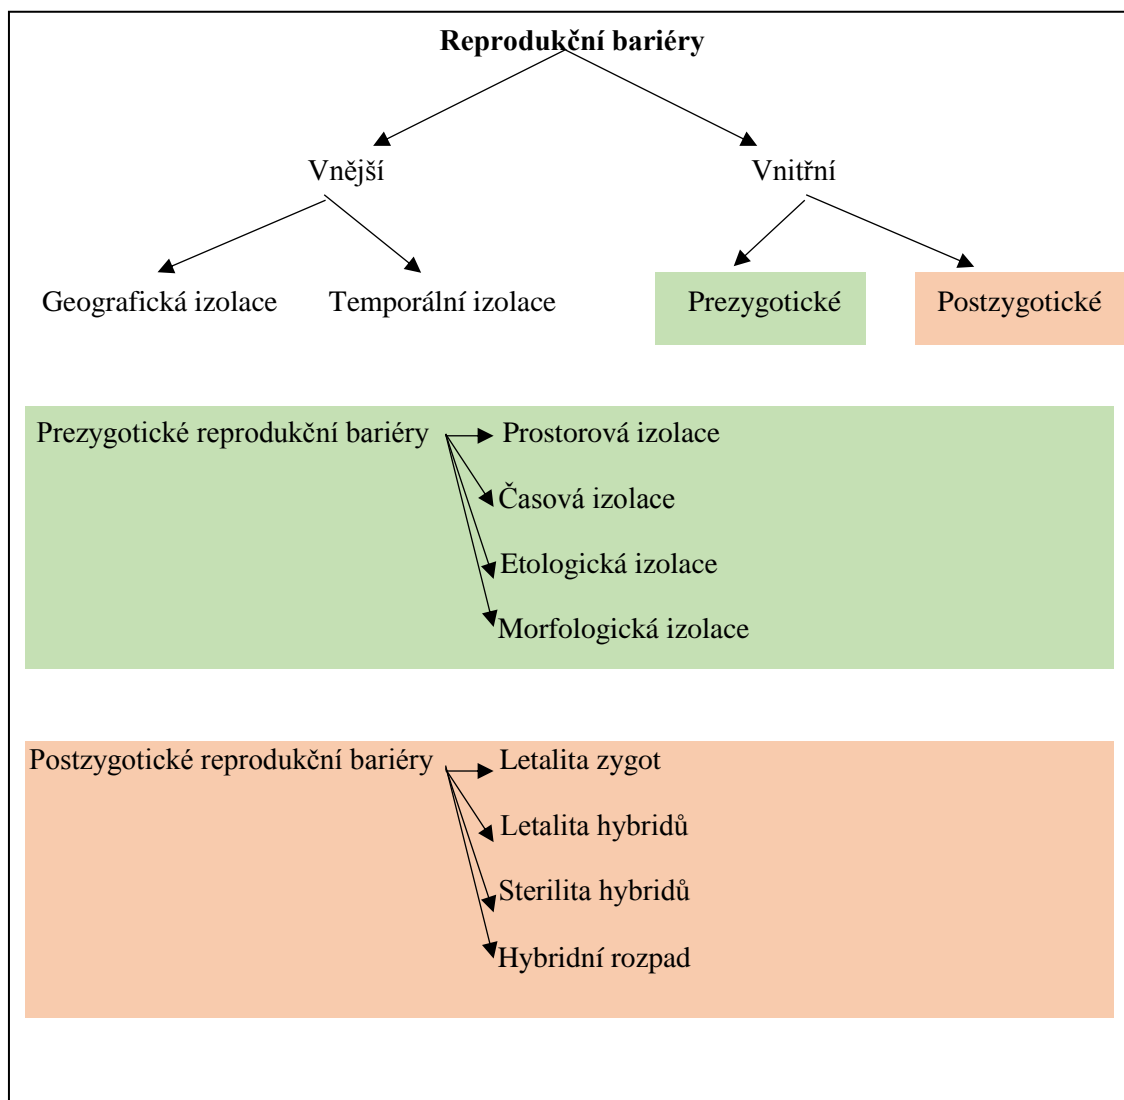 Reprodukční bariéry
Vnější
Vnitřní
Geografická izolace
Temporální izolace
Prezygotické
Postzygotické
Prezygotické reprodukční bariéry
Prostorová izolace
Časová izolace
Etologická izolace
Morfologická izolace
Postzygotické reprodukční bariéry
Letalita zygot
Letalita hybridů
Sterilita hybridů
Hybridní rozpad